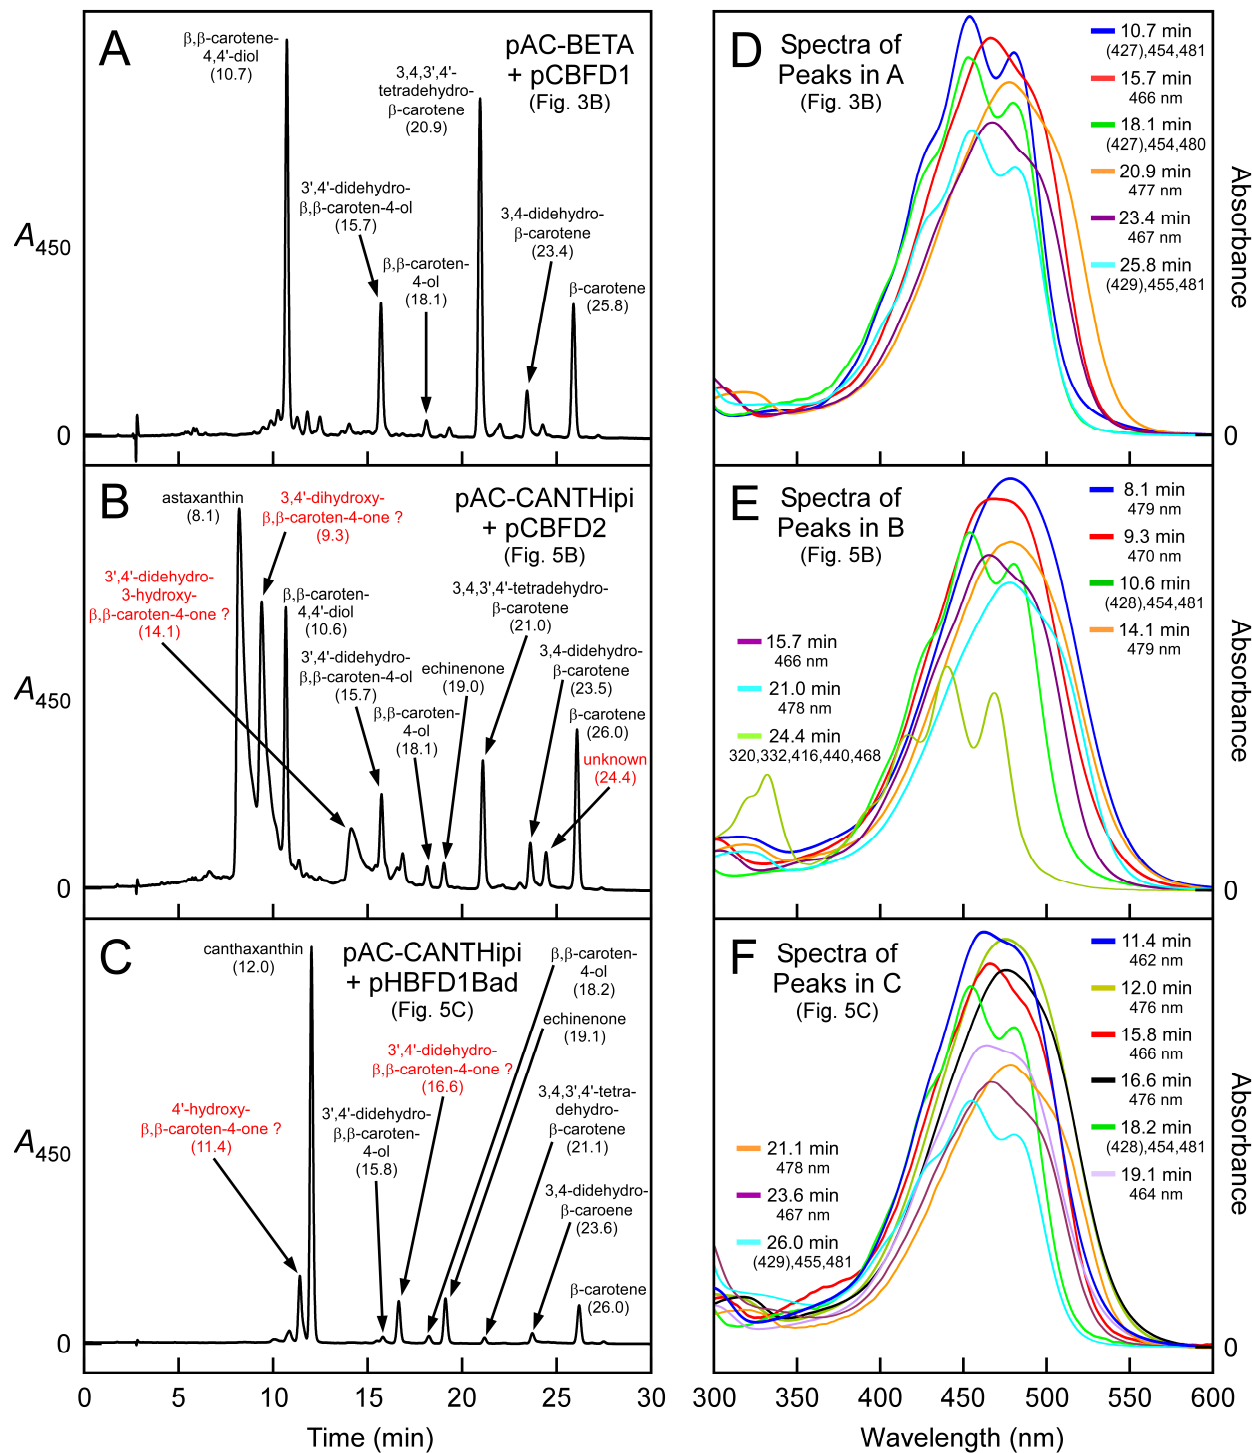 A
β,β-carotene-
4,4'-diol
(10.7)
pAC-BETA
+ pCBFD1
(Fig. 3B)
3,4,3',4'-
tetradehydro-
β-carotene
(20.9)
3',4'-didehydro-
β,β-caroten-4-ol
(15.7)
β,β-caroten-
4-ol
(18.1)
3,4-didehydro-
β-carotene
(23.4)
β-carotene
(25.8)
A450
0
B
astaxanthin
(8.1)
3,4'-dihydroxy-
β,β-caroten-4-one ?
(9.3)
pAC-CANTHipi
+ pCBFD2
(Fig. 5B)
3',4'-didehydro-
3-hydroxy-
β,β-caroten-4-one ?
(14.1)
β,β-caroten-
4,4'-diol
(10.6)
3',4'-didehydro-
β,β-caroten-4-ol
(15.7)
β,β-caroten-
4-ol
(18.1)
echinenone
(19.0)
3,4,3',4'-tetradehydro-
β-carotene
(21.0)
3,4-didehydro-
β-carotene
(23.5)
β-carotene
(26.0)
unknown
(24.4)
A450
0
C
canthaxanthin
(12.0)
pAC-CANTHipi
+ pHBFD1Bad
(Fig. 5C)
4'-hydroxy-
β,β-caroten-4-one ?
(11.4)
3',4'-didehydro-
β,β-caroten-
4-ol
(15.8)
3',4'-didehydro-
β,β-caroten-4-one ?
(16.6)
β,β-caroten-
4-ol
(18.2)
echinenone
(19.1)
3,4,3',4'-tetra-
dehydro-
β-carotene
(21.1)
3,4-didehydro-
β-caroene
(23.6)
β-carotene
(26.0)
A450
0
0 5 10 15 20 25 30
Time (min)
D
Spectra of
Peaks in A
(Fig. 3B)
10.7 min
(427),454,481
15.7 min
466 nm
18.1 min
(427),454,480
20.9 min
477 nm
23.4 min
467 nm
25.8 min
(429),455,481
Absorbance
0
E
Spectra of
Peaks in B
(Fig. 5B)
8.1 min
479 nm
9.3 min
470 nm
10.6 min
(428),454,481
14.1 min
479 nm
15.7 min
466 nm
21.0 min
478 nm
24.4 min
320,332,416,440,468
Absorbance
0
F
Spectra of
Peaks in C
(Fig. 5C)
11.4 min
462 nm
12.0 min
476 nm
15.8 min
466 nm
16.6 min
476 nm
18.2 min
(428),454,481
19.1 min
464 nm
21.1 min
478 nm
23.6 min
467 nm
26.0 min
(429),455,481
Absorbance
0
300 350 400 450 500 550 600
Wavelength (nm)